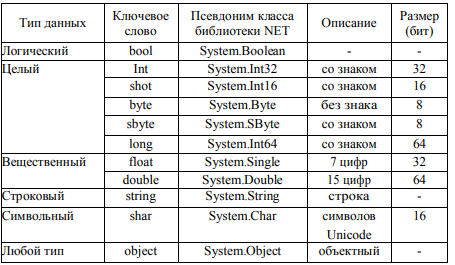 Тип данных Ключевое слово Псевдоним класса библиотеки NET Описание Размер (бит)
Логический bool System.Boolean - -
Целый Int System.Int32 со знаком 32
shot System.Int16 со знаком 16
byte System.Byte без знака 8
sbyte System.SByte со знаком 8
long System.Int64 со знаком 64
Вещественный float System.Single 7 цифр 32
double System.Double 15 цифр 64
Строковый string System.String строка -
Символьный shar System.Char символов Unicode 16
Любой тип object System.Object объектный -